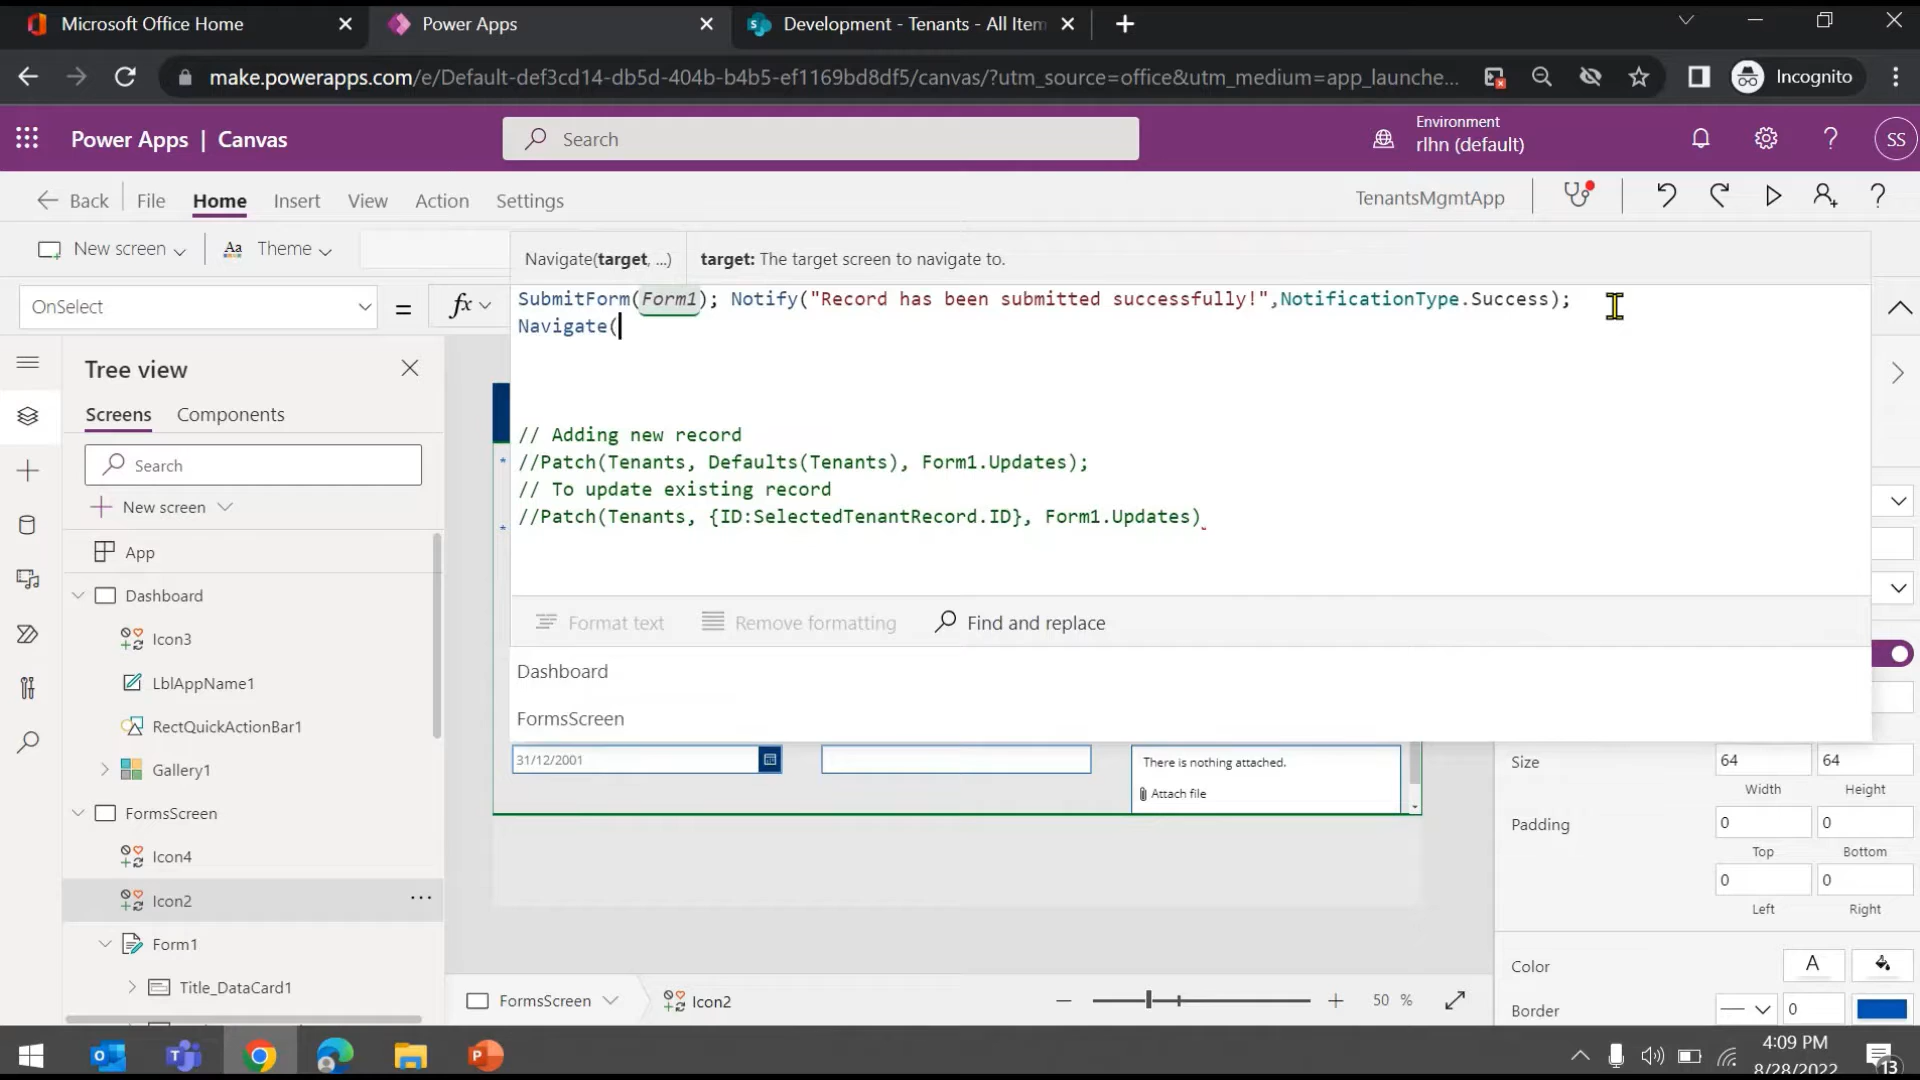 Microsoft Office Home
Power Apps
Development - Tenants - All Item
make.powerapps.com/e/Default-def3cd14-db5d-404b-b4b5-ef1169bd8df5/canvas/?utm_source=office&utm_medium=app_launche...
Incognito
Power Apps | Canvas
Search
Environment
rlhn (default)
SS
Back
File
Home
Insert
View
Action
Settings
TenantsMgmtApp
New screen
Aa
Theme
Navigate(target, ...)
target: The target screen to navigate to.
OnSelect
=
fx
SubmitForm(Form1); Notify("Record has been submitted successfully!",NotificationType.Success);
Navigate(
// Adding new record
//Patch(Tenants, Defaults(Tenants), Form1.Updates);
// To update existing record
//Patch(Tenants, {ID:SelectedTenantRecord.ID}, Form1.Updates)
Format text
Remove formatting
Find and replace
Dashboard
FormsScreen
Tree view
Screens
Components
Search
New screen
App
Dashboard
Icon3
LblAppName1
RectQuickActionBar1
Gallery1
FormsScreen
Icon4
Icon2
Form1
Title_DataCard1
31/12/2001
There is nothing attached.
Attach file
Size
64
64
Width
Height
Padding
0
0
Top
Bottom
0
0
Left
Right
Color
A
Border
0
FormsScreen
Icon2
50 %
4:09 PM
8/28/2022
13